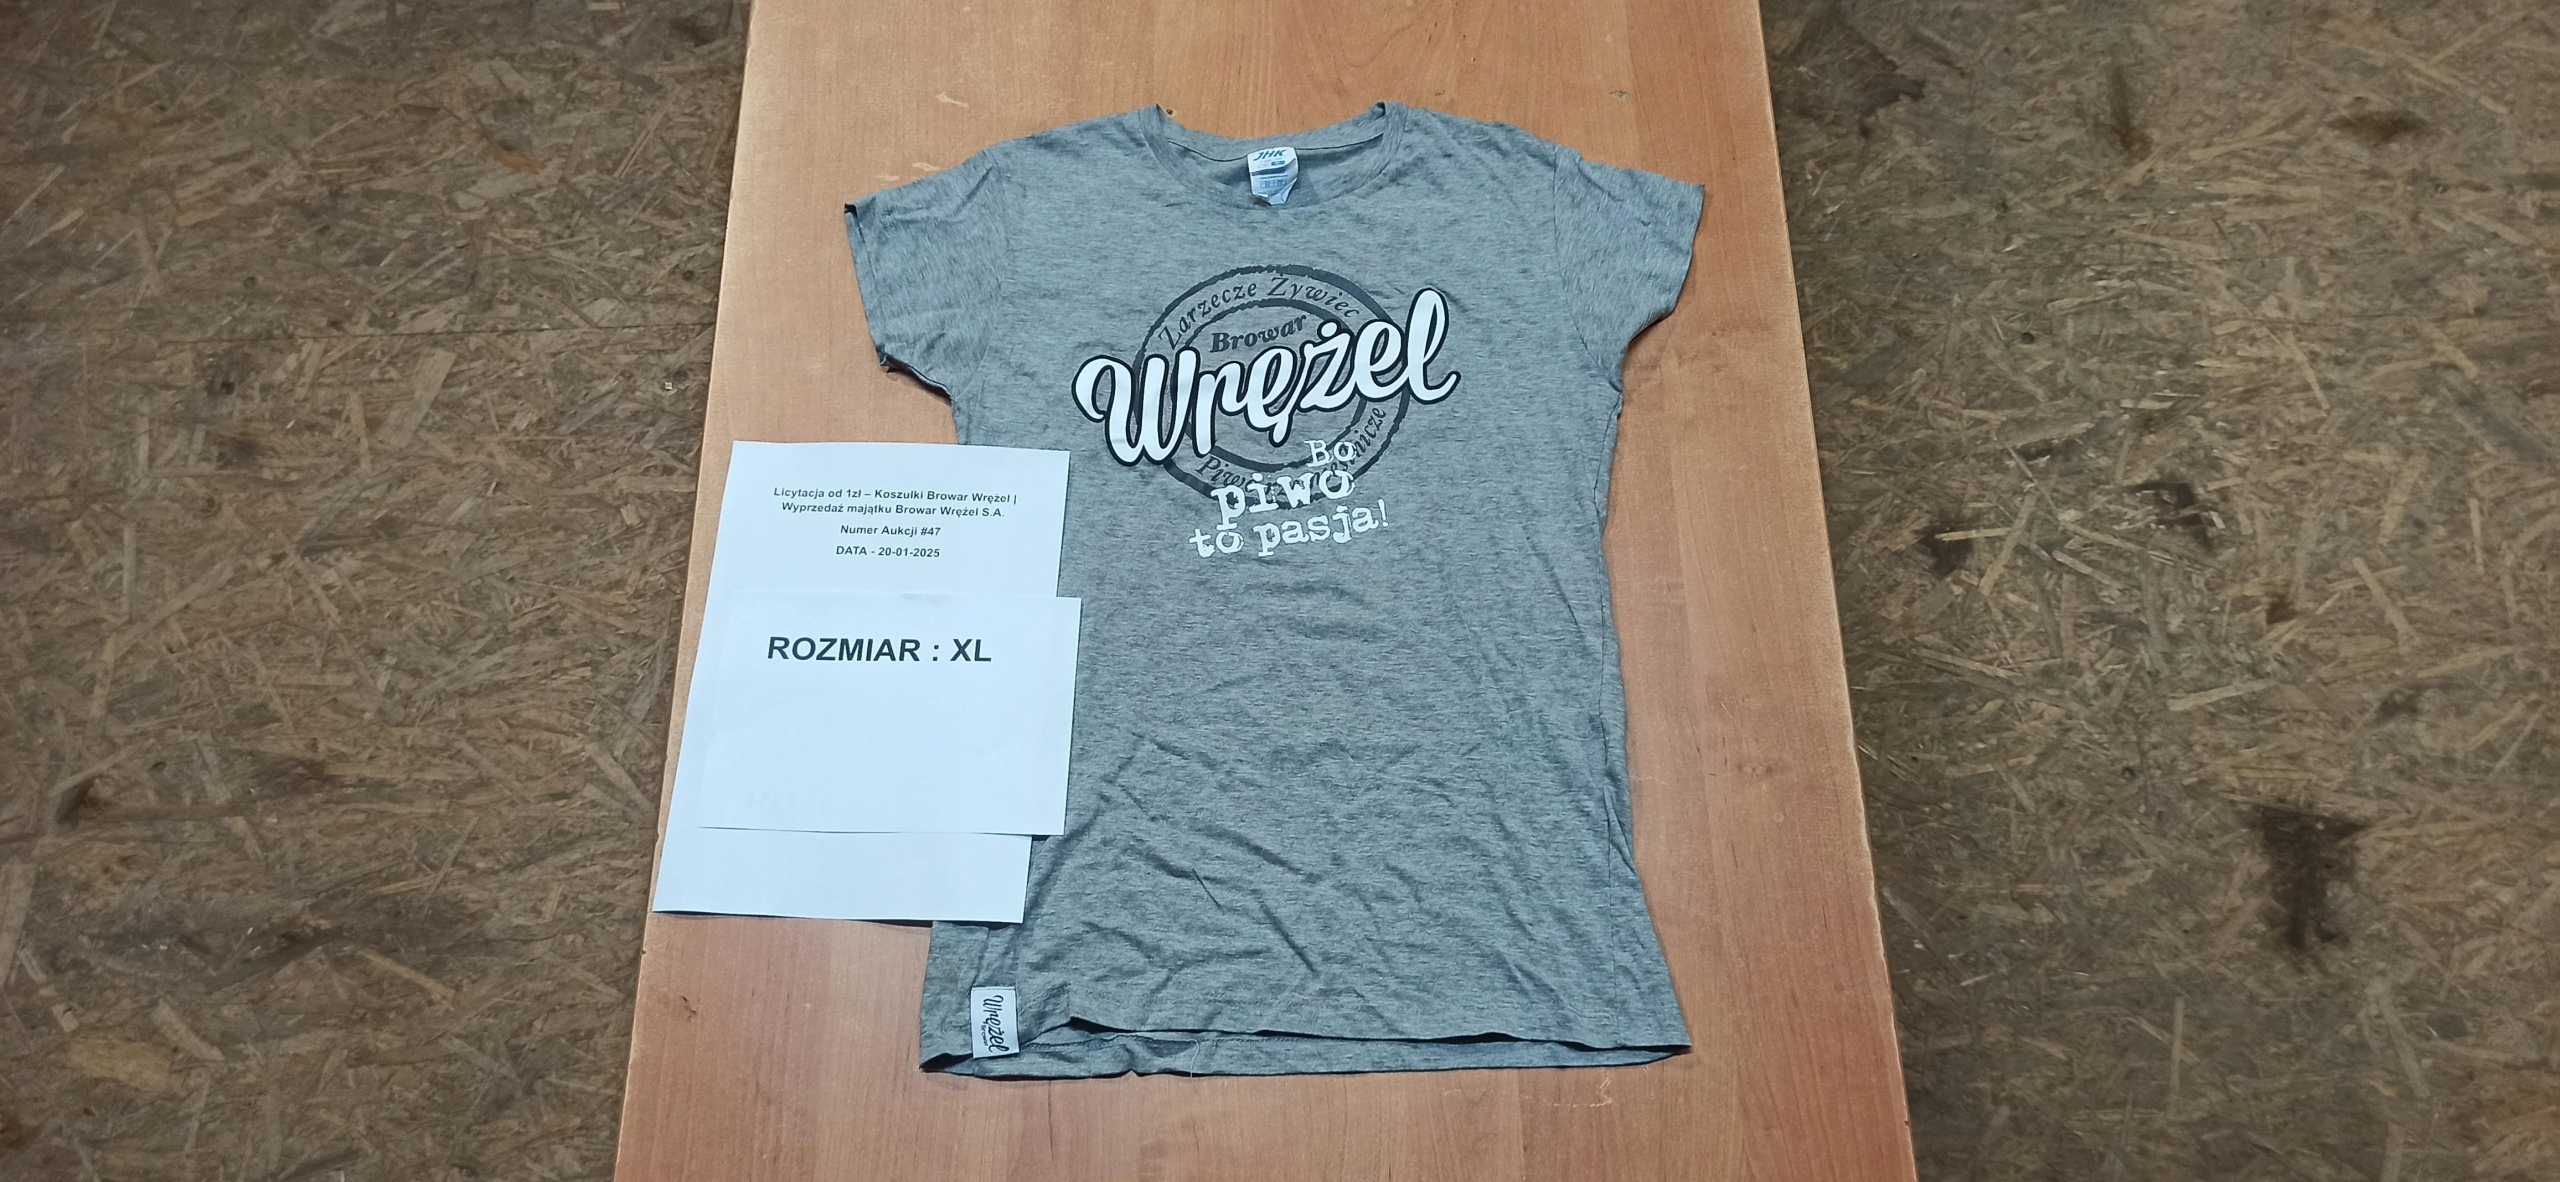 JHK
Zarzecze Żywiec
Browar
Wrężel
Bo
piwo
to pasja!
Licytacja od 1zł – Koszulki Browar Wrężel |
Wyprzedaż majątku Browar Wrężel S.A.
Numer Aukcji #47
DATA - 20-01-2025
ROZMIAR : XL
Wrężel
Browar